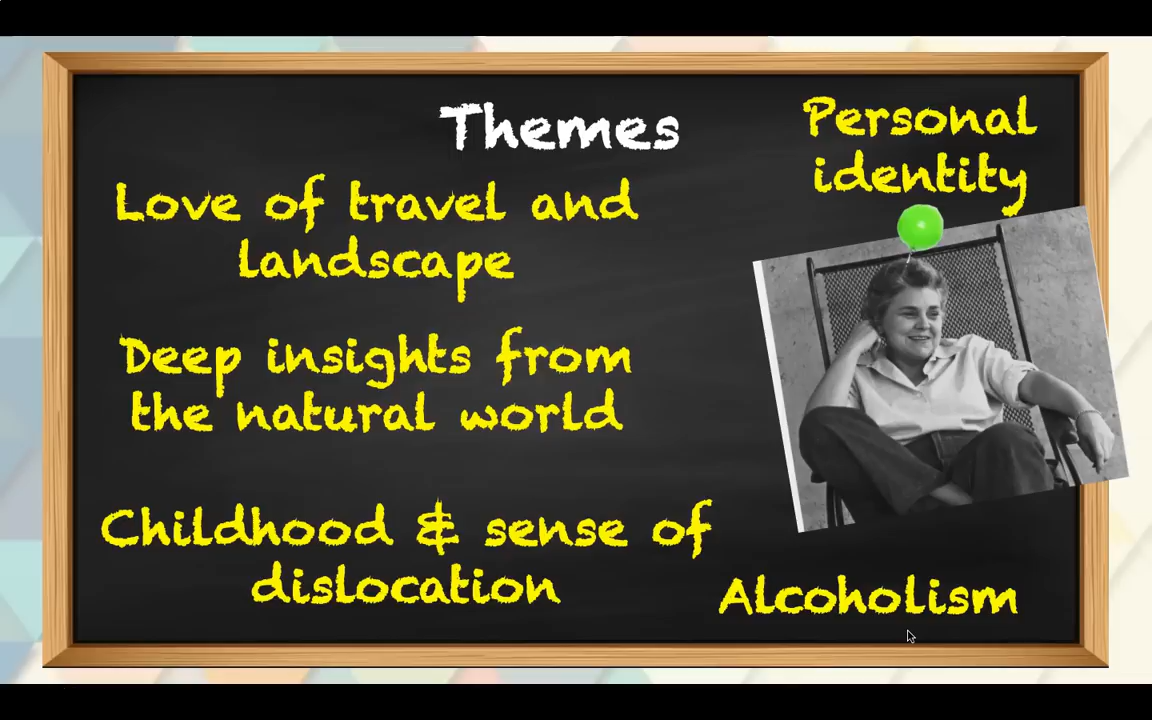 Themes
Personal
identity
Love of travel and
landscape
Deep insights from
the natural world
Childhood & sense of
dislocation
Alcoholism